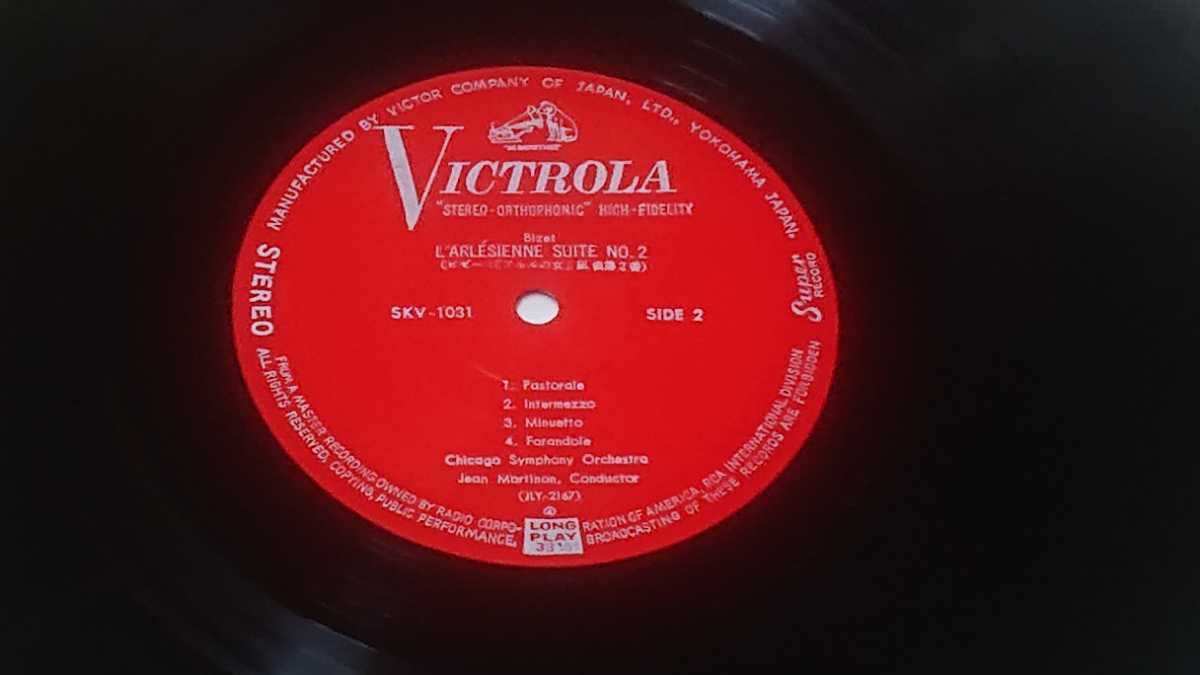 MANUFACTURED BY VICTOR COMPANY OF JAPAN, LTD., YOKOHAMA JAPAN.
VICTROLA
"STEREO-ORTHOPHONIC" HIGH-FIDELITY
Bizet
L'ARLÉSIENNE SUITE NO. 2
STEREO
Super
RECORD
SKV-1031
SIDE 2
1. Pastorale
2. Intermezzo
3. Minuetto
4. Farandole
Chicago Symphony Orchestra
Jean Martinon, Conductor
(JLY-2167)
LONG
PLAY
33⅓
FROM A MASTER RECORDING OWNED BY RADIO CORPORATION OF AMERICA, RCA INTERNATIONAL DIVISION
ALL RIGHTS RESERVED, COPYING, PUBLIC PERFORMANCE, BROADCASTING OF THESE RECORDS ARE FORBIDDEN